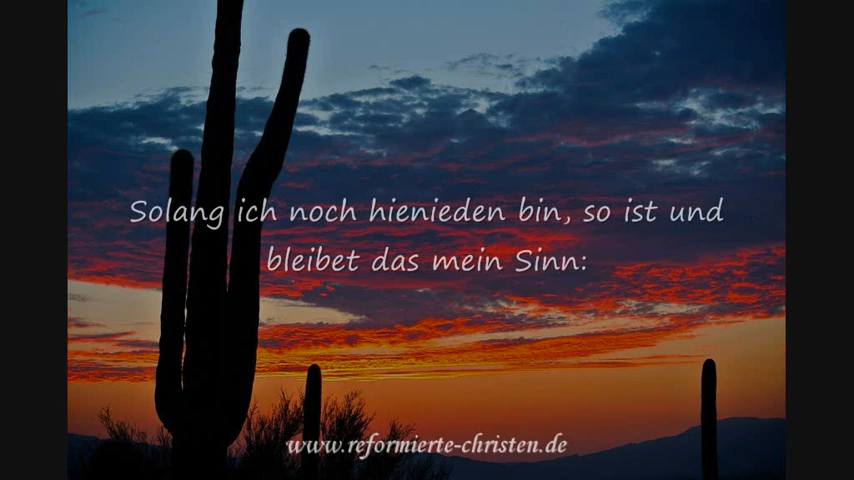 Solang ich noch hienieden bin, so ist und
bleibet das mein Sinn:
www.reformierte-christen.de